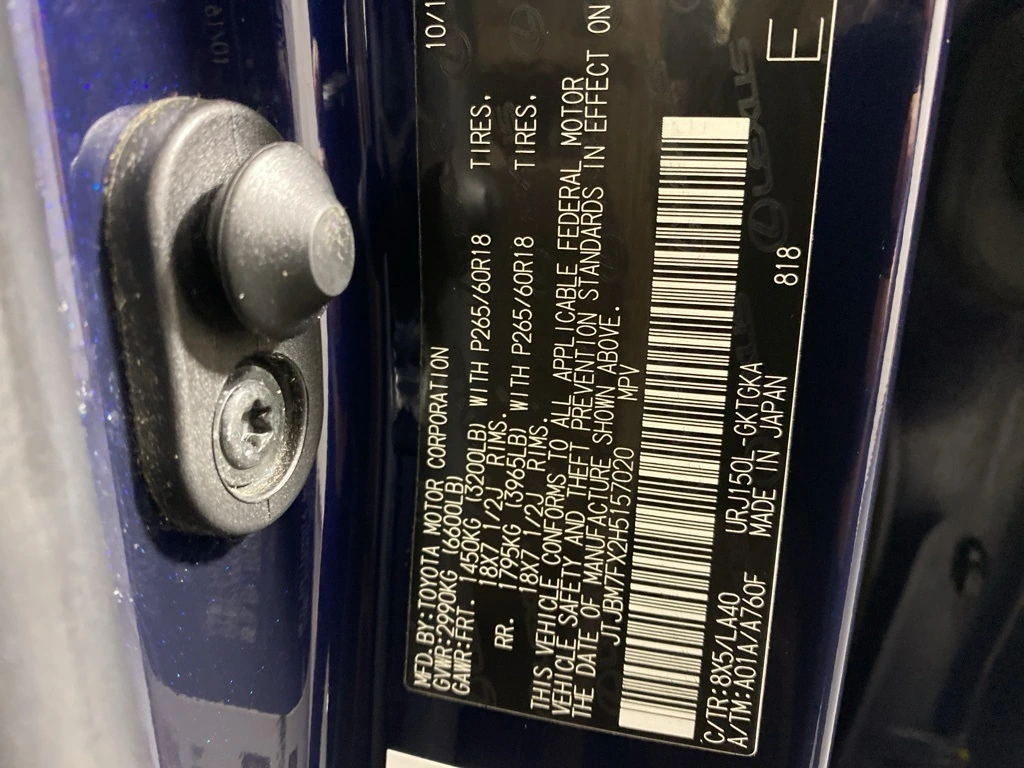 MFD.BY:TOYOTA MOTOR CORPORATION 10/1
GVWR:2990KG (6600LB)
GAWR:FRT. 1450KG (3200LB) WITH P265/60R18 TIRES,
18X7 1/2J RIMS.
RR. 1795KG (3965LB) WITH P265/60R18 TIRES,
18X7 1/2J RIMS.
THIS VEHICLE CONFORMS TO ALL APPLICABLE FEDERAL MOTOR
VEHICLE SAFETY AND THEFT PREVENTION STANDARDS IN EFFECT ON
THE DATE OF MANUFACTURE SHOWN ABOVE.
JTJBM7FX2H5157020 MPV
C/TR:8X5/LA40 URJ150L-GKTGKA
A/TM:A01A/A760F MADE IN JAPAN 818 E
LEXUS